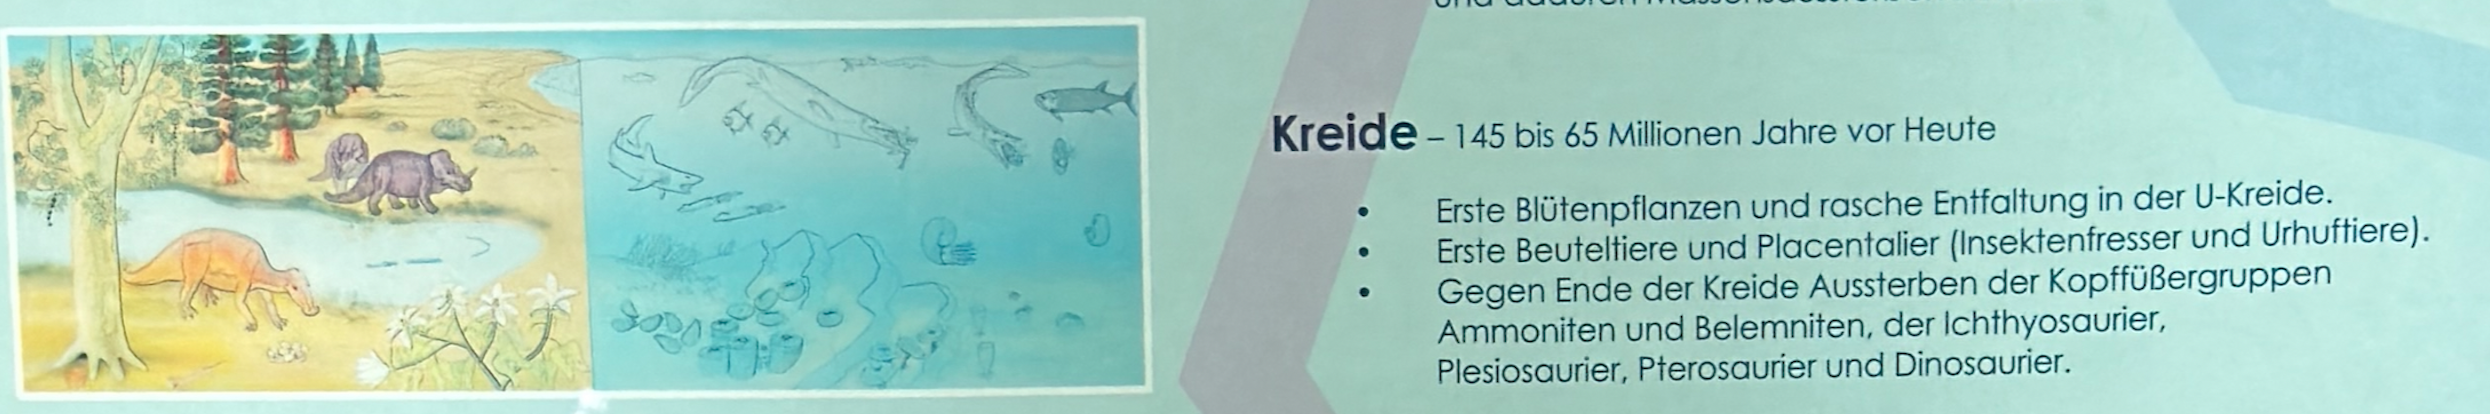 Kreide – 145 bis 65 Millionen Jahre vor Heute
• Erste Blütenpflanzen und rasche Entfaltung in der U-Kreide.
• Erste Beuteltiere und Placentalier (Insektenfresser und Urhuftiere).
• Gegen Ende der Kreide Aussterben der Kopffüßergruppen
Ammoniten und Belemniten, der Ichthyosaurier,
Plesiosaurier, Pterosaurier und Dinosaurier.